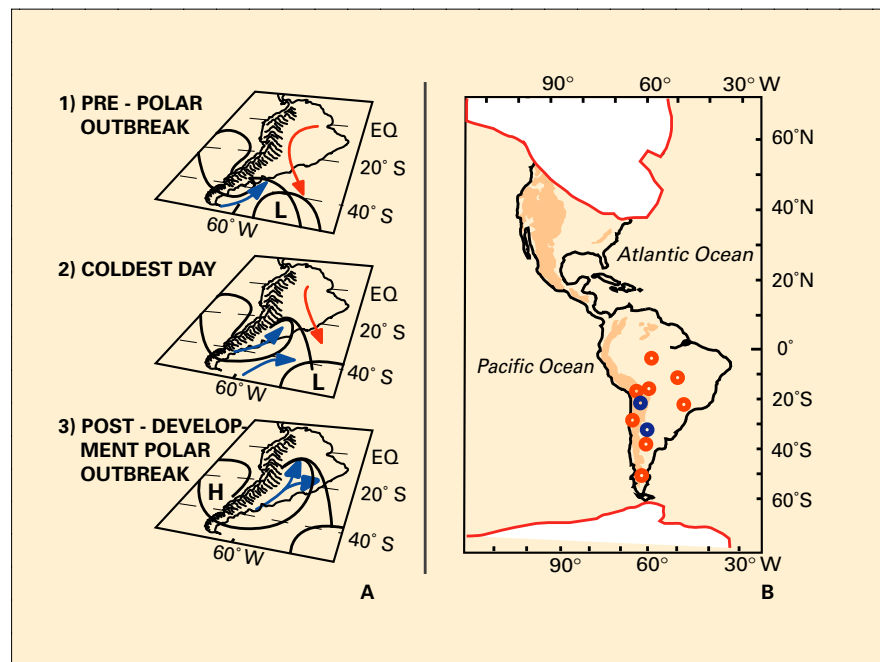 1) PRE - POLAR
OUTBREAK
EQ
20° S
40° S
60° W
L
2) COLDEST DAY
EQ
20° S
40° S
60° W
L
3) POST - DEVELOP-
MENT POLAR
OUTBREAK
H
EQ
20° S
40° S
60° W
A
90° 60° 30° W
60°N
40°N
Atlantic Ocean
20°N
0°
Pacific Ocean
20°S
40°S
60°S
90° 60° 30° W
B